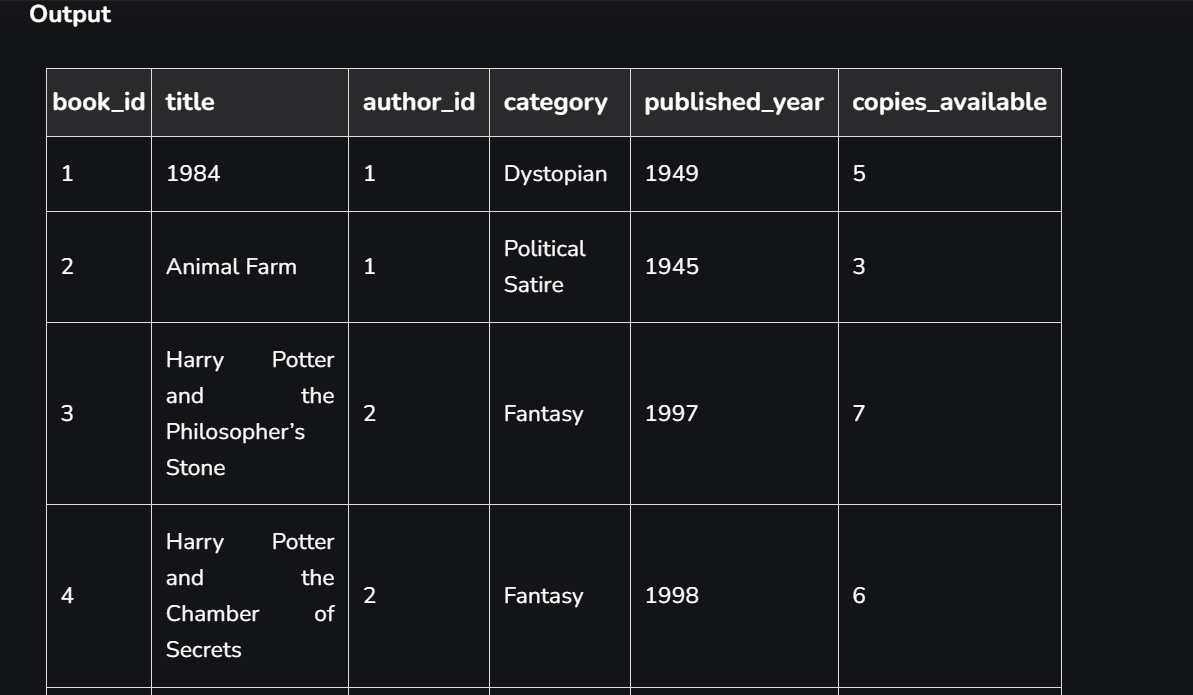 Output
book_id title author_id category published_year copies_available
1 1984 1 Dystopian 1949 5
2 Animal Farm 1 Political Satire 1945 3
3 Harry Potter and the Philosopher’s Stone 2 Fantasy 1997 7
4 Harry Potter and the Chamber of Secrets 2 Fantasy 1998 6